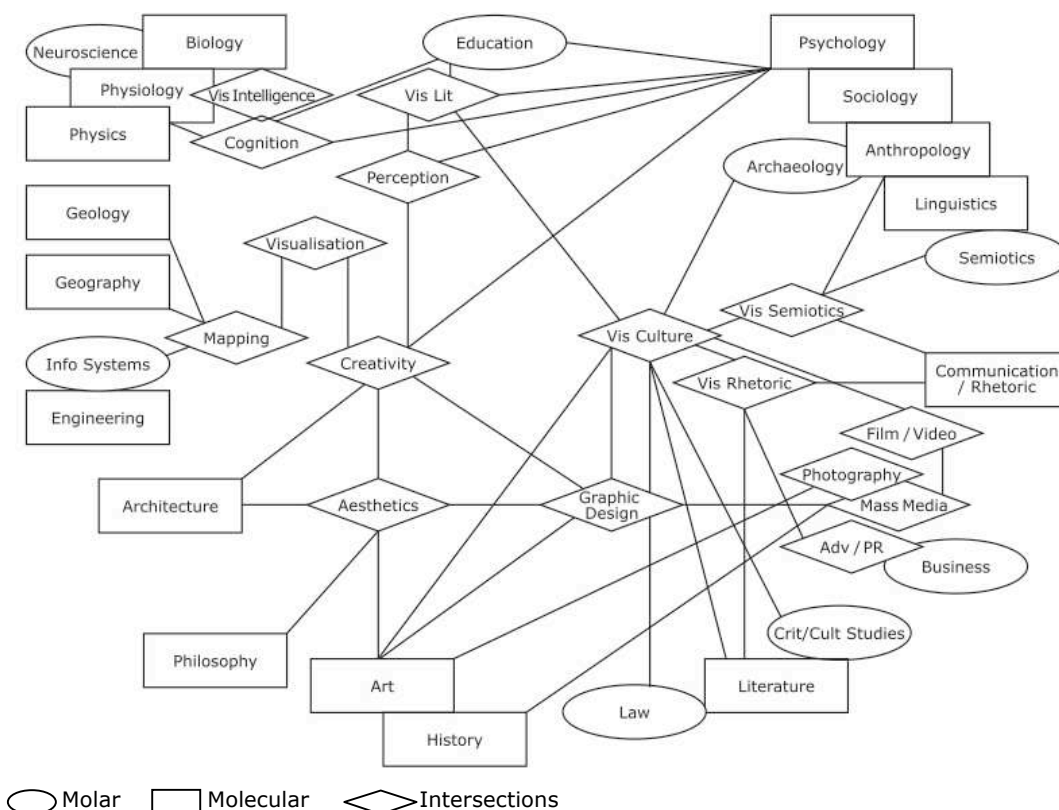 Neuroscience
Biology
Education
Psychology
Physiology
Vis Intelligence
Vis Lit
Sociology
Physics
Cognition
Anthropology
Archaeology
Perception
Geology
Linguistics
Visualisation
Semiotics
Geography
Vis Semiotics
Mapping
Vis Culture
Info Systems
Creativity
Vis Rhetoric
Communication
/ Rhetoric
Engineering
Film / Video
Photography
Architecture
Aesthetics
Graphic
Design
Mass Media
Adv / PR
Business
Crit/Cult Studies
Philosophy
Art
Literature
Law
History
Molar
Molecular
Intersections